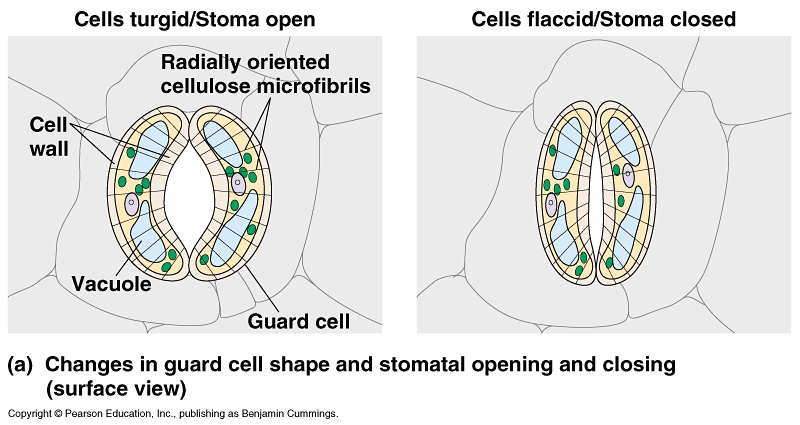 Cells turgid/Stoma open
Cells flaccid/Stoma closed
Radially oriented
cellulose microfibrils
Cell
wall
Vacuole
Guard cell
(a) Changes in guard cell shape and stomatal opening and closing
(surface view)
Copyright © Pearson Education, Inc., publishing as Benjamin Cummings.